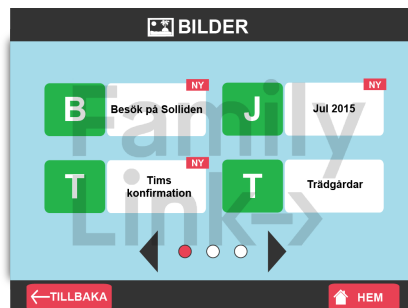 BILDER
NY
B
Besök på Solliden
NY
J
Jul 2015
NY
T
Tims
konfirmation
T
Trädgårdar
Family
Link->
TILLBAKA
HEM